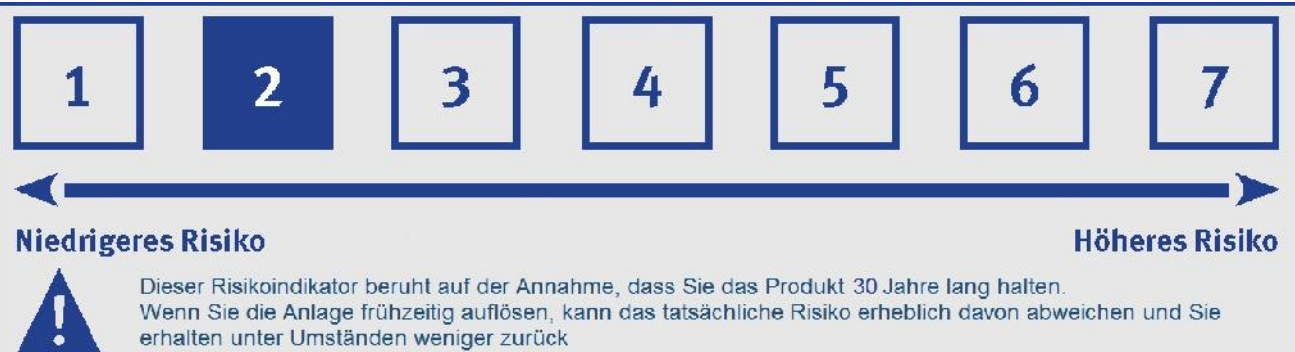 1 2 3 4 5 6 7
Niedrigeres Risiko Höheres Risiko
! Dieser Risikoindikator beruht auf der Annahme, dass Sie das Produkt 30 Jahre lang halten.
Wenn Sie die Anlage frühzeitig auflösen, kann das tatsächliche Risiko erheblich davon abweichen und Sie
erhalten unter Umständen weniger zurück